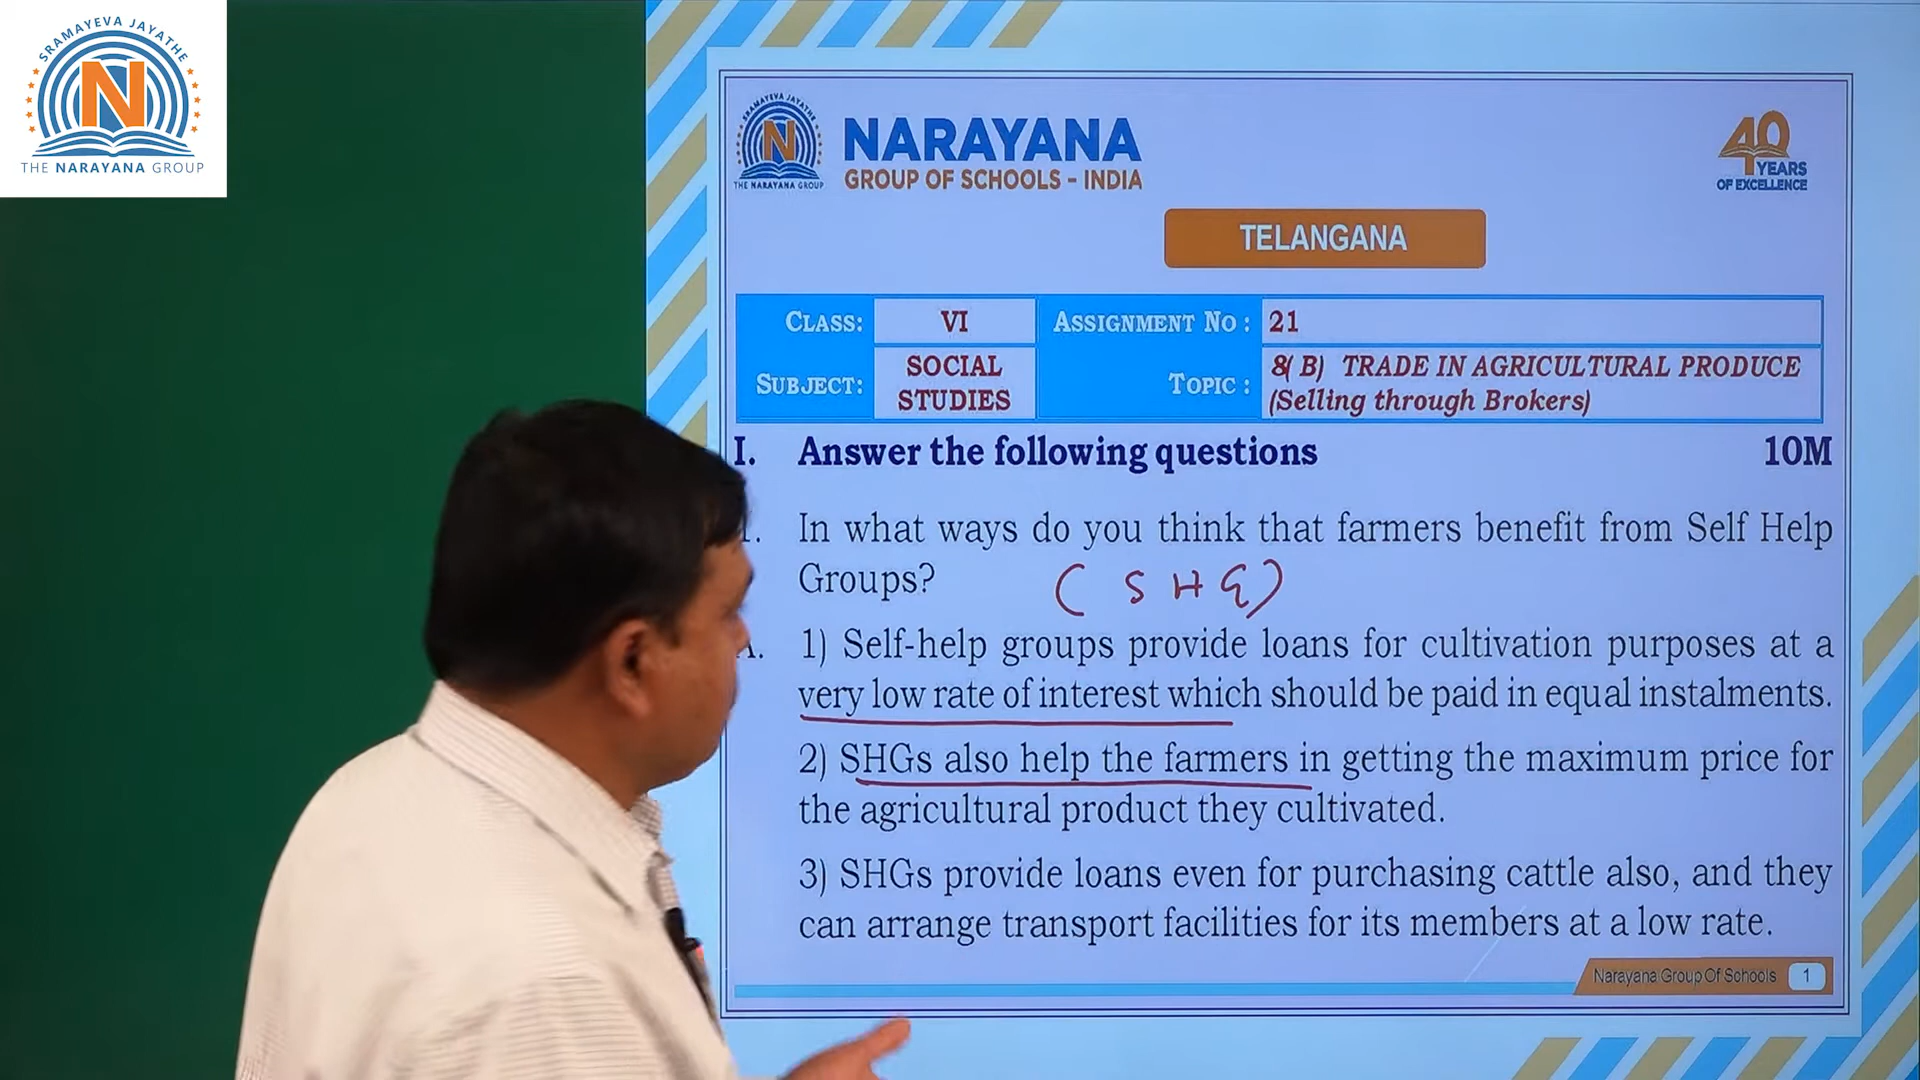 SRAMAYEVA JAYATHE
N
THE NARAYANA GROUP
SRAMAYEVA JAYATHE
N
THE NARAYANA GROUP
NARAYANA
GROUP OF SCHOOLS - INDIA
40
YEARS
OF EXCELLENCE
TELANGANA
CLASS: VI ASSIGNMENT NO : 21
SUBJECT: SOCIAL STUDIES TOPIC : 8( B) TRADE IN AGRICULTURAL PRODUCE
(Selling through Brokers)
I. Answer the following questions 10M
In what ways do you think that farmers benefit from Self Help
Groups? (SHG)
1) Self-help groups provide loans for cultivation purposes at a
very low rate of interest which should be paid in equal instalments.
2) SHGs also help the farmers in getting the maximum price for
the agricultural product they cultivated.
3) SHGs provide loans even for purchasing cattle also, and they
can arrange transport facilities for its members at a low rate.
Narayana Group Of Schools 1